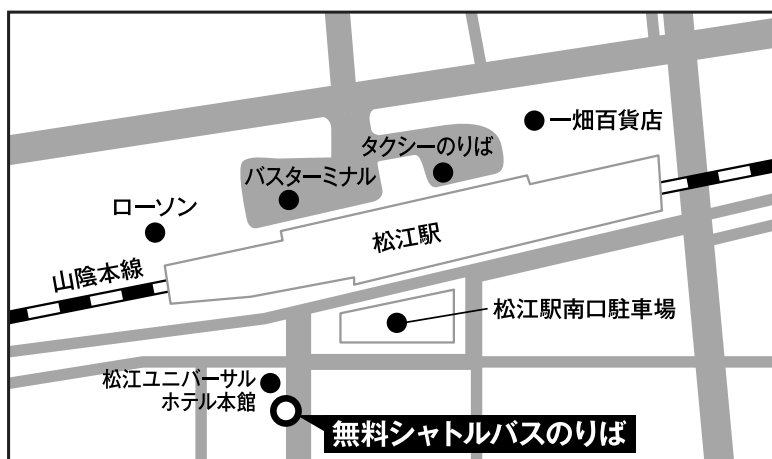 一畑百貨店
タクシーのりば
バスターミナル
ローソン
松江駅
山陰本線
松江駅南口駐車場
松江ユニバーサル
ホテル本館
無料シャトルバスのりば